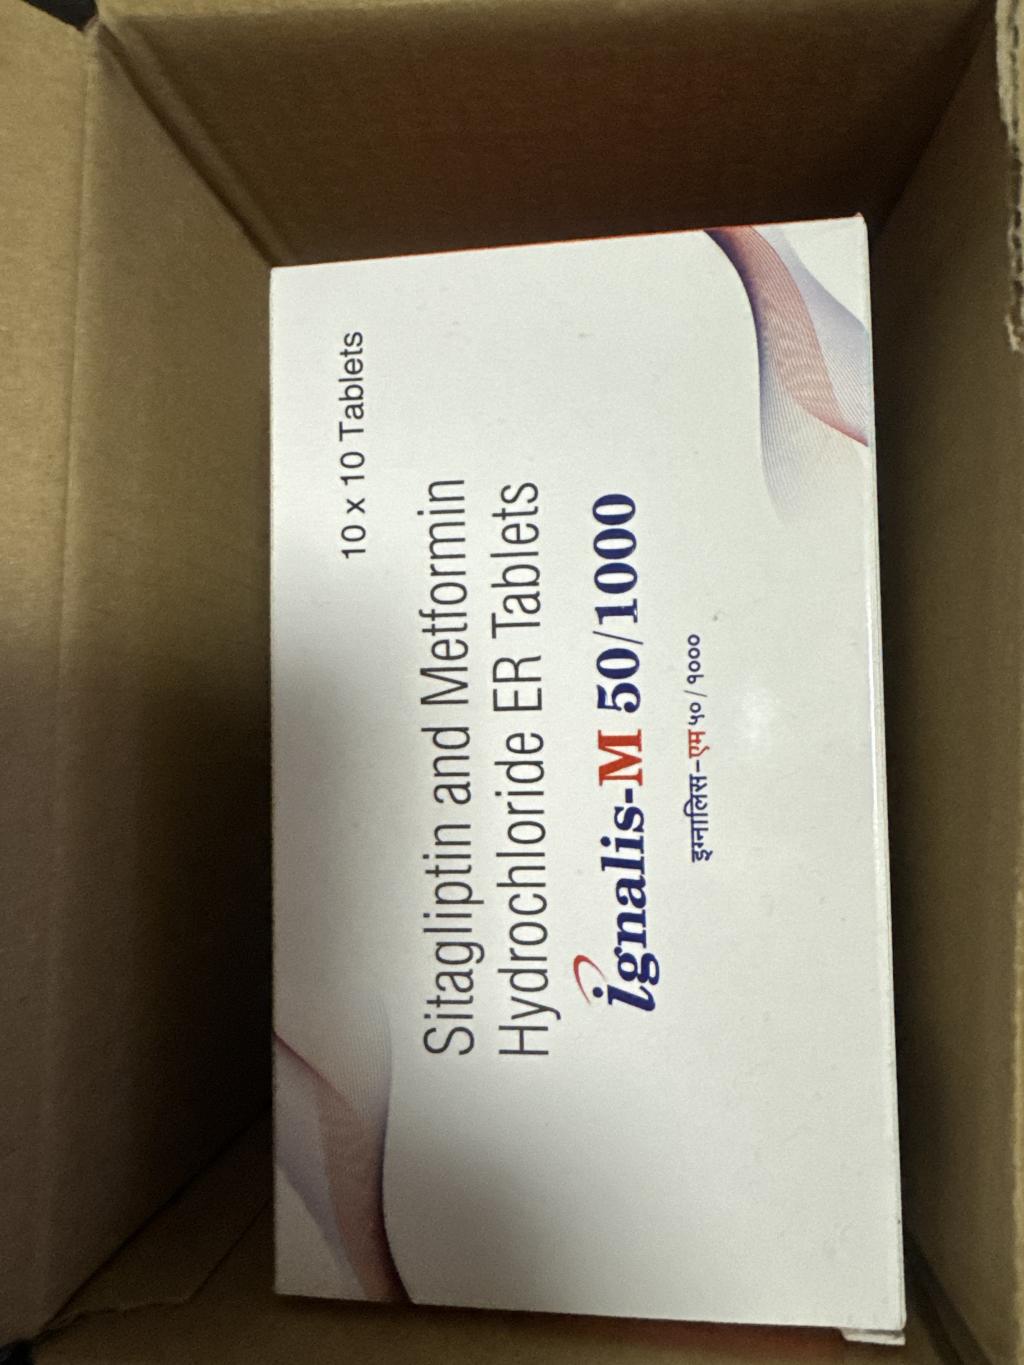 10 x 10 Tablets
Sitagliptin and Metformin
Hydrochloride ER Tablets
ignalis-M 50/1000
इग्नालिस-एम ५०/१०००